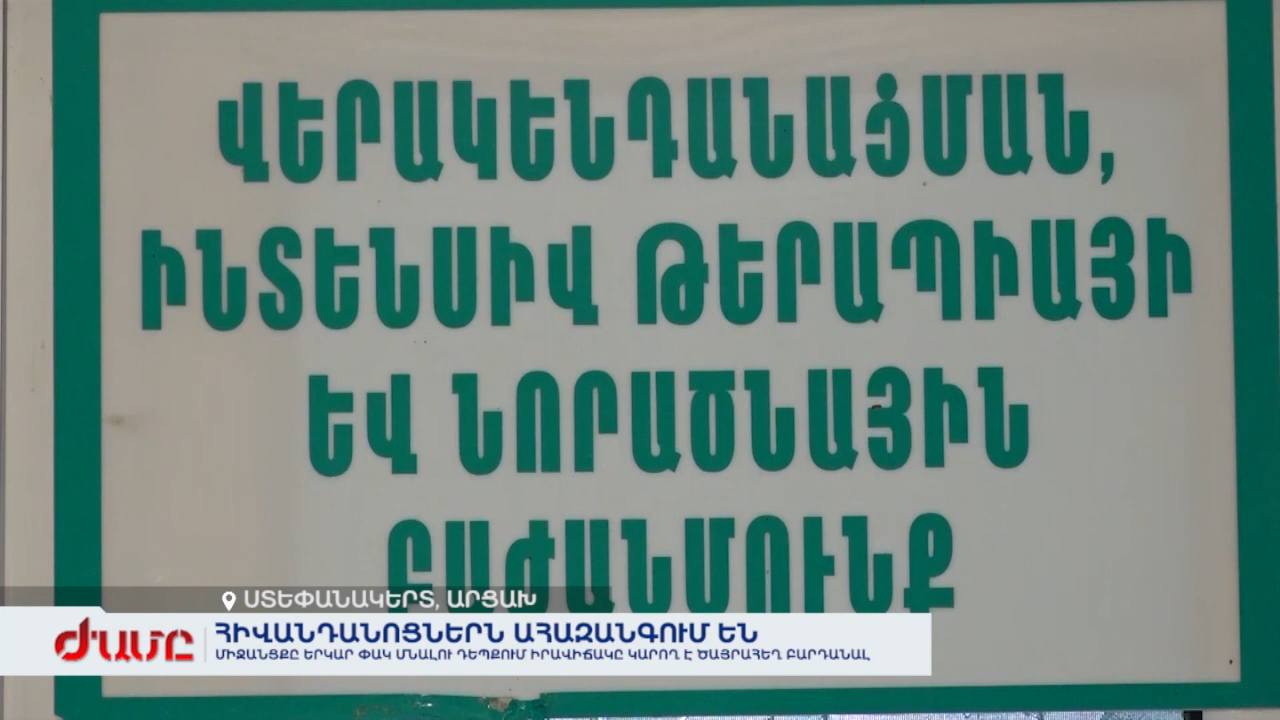 ՎԵՐԱԿԵՆԴԱՆԱՑՄԱՆ,
ԻՆՏԵՆՍԻՎ ԹԵՐԱՊԻԱՅԻ
ԵՎ ՆՈՐԱԾՆԱՅԻՆ
ԲԱԺԱՆՄՈՒՆՔ
ՍՏԵՓԱՆԱԿԵՐՏ, ԱՐՑԱԽ
ԺԱՄԸ
ՀԻՎԱՆԴԱՆՈՑՆԵՐՆ ԱՀԱԶԱՆԳՈՒՄ ԵՆ
ՄԻՋԱՆՑՔԸ ԵՐԿԱՐ ՓԱԿ ՄՆԱԼՈՒ ԴԵՊՔՈՒՄ ԻՐԱՎԻՃԱԿԸ ԿԱՐՈՂ Է ԾԱՅՐԱՀԵՂ ԲԱՐԴԱՆԱԼ